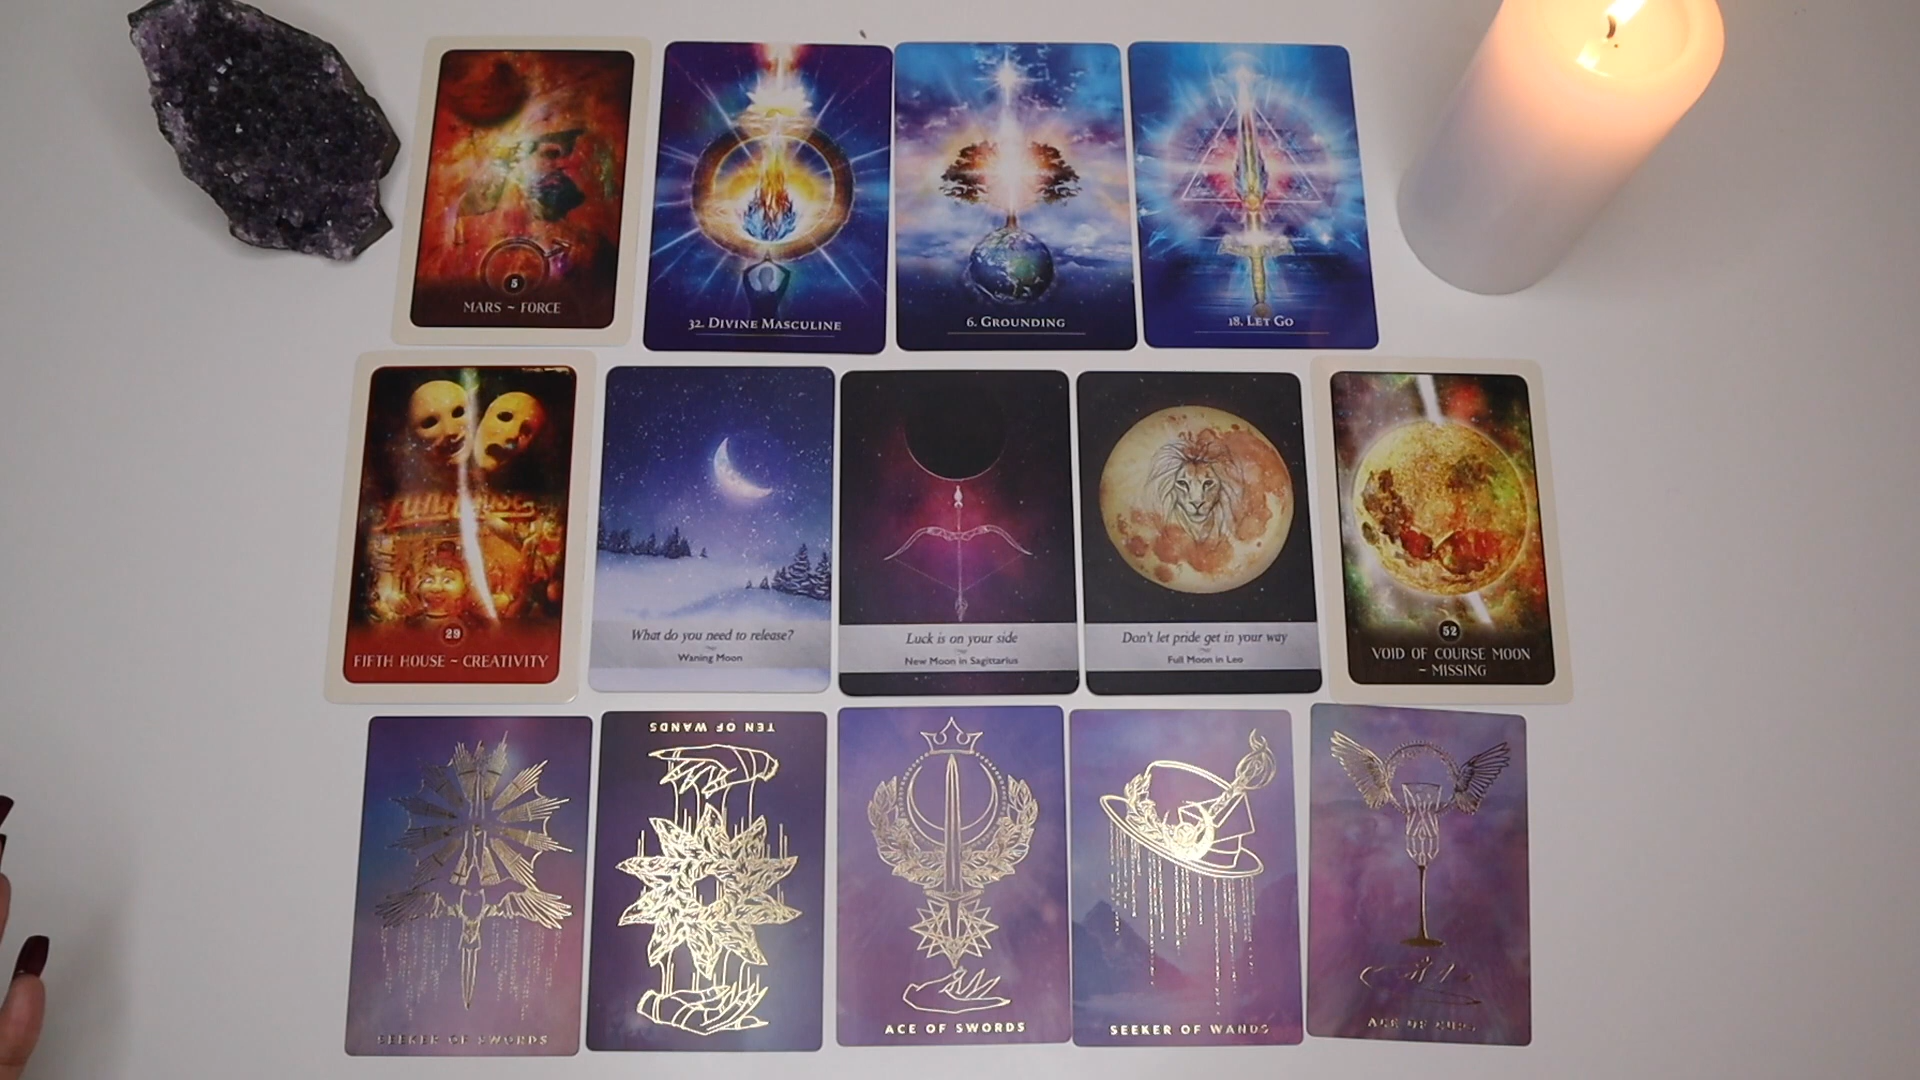 5
MARS ~ FORCE
32. DIVINE MASCULINE
6. GROUNDING
18. LET GO
29
FIFTH HOUSE ~ CREATIVITY
What do you need to release?
Waning Moon
Luck is on your side
New Moon in Sagittarius
Don't let pride get in your way
Full Moon in Leo
52
VOID OF COURSE MOON
~ MISSING
SEEKER OF SWORDS
TEN OF WANDS
ACE OF SWORDS
SEEKER OF WANDS
ACE OF CUPS